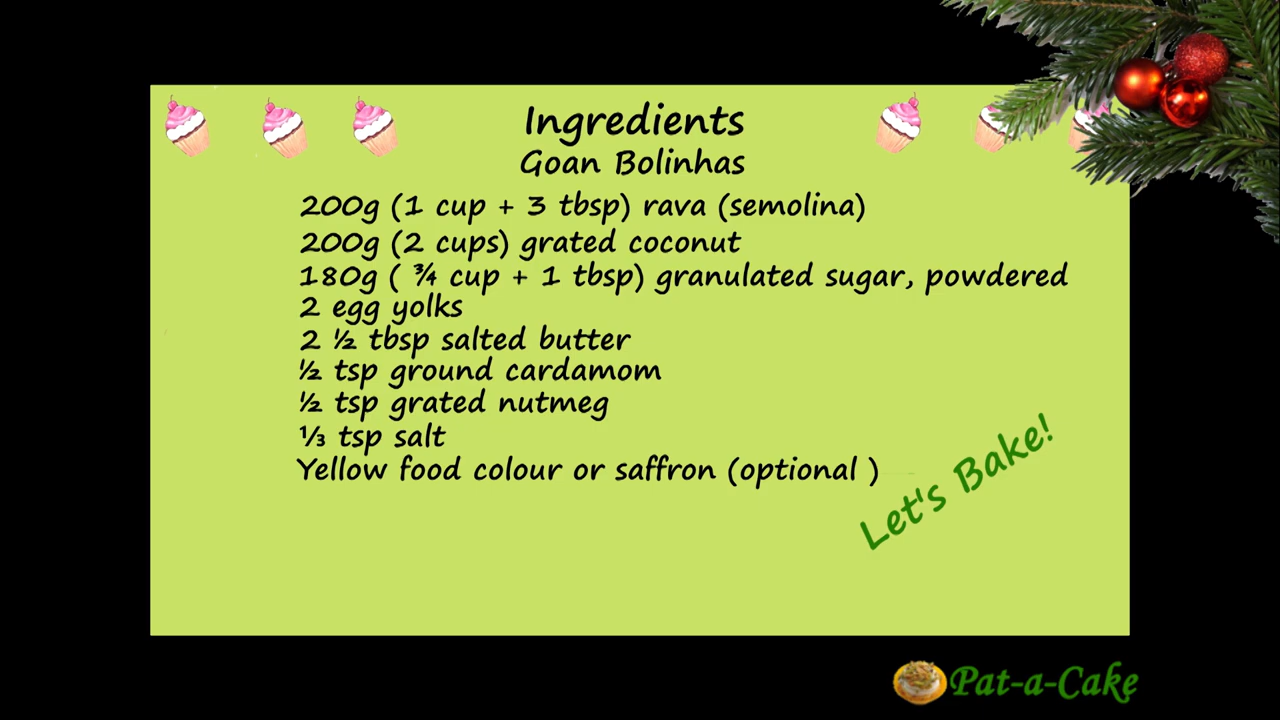 Ingredients
Goan Bolinhas
200g (1 cup + 3 tbsp) rava (semolina)
200g (2 cups) grated coconut
180g ( ¾ cup + 1 tbsp) granulated sugar, powdered
2 egg yolks
2 ½ tbsp salted butter
½ tsp ground cardamom
½ tsp grated nutmeg
⅓ tsp salt
Yellow food colour or saffron (optional )
Let's Bake!
Pat-a-Cake